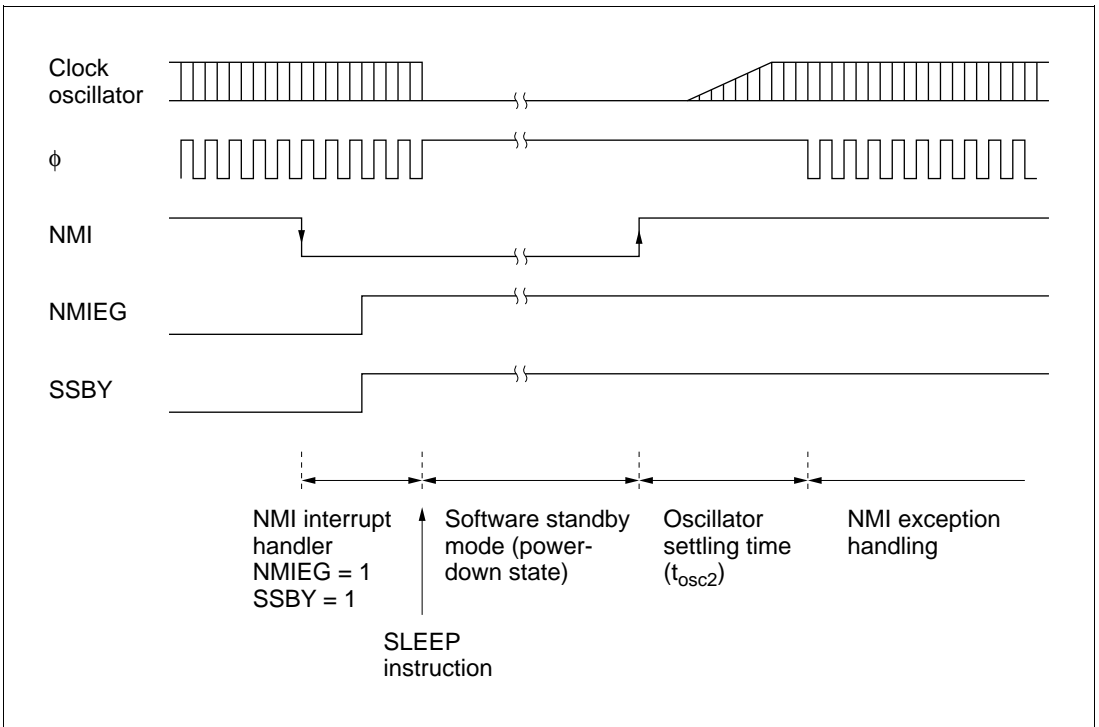 Clock
oscillator
ϕ
NMI
NMIEG
SSBY
NMI interrupt
handler
NMIEG = 1
SSBY = 1
Software standby
mode (power-
down state)
Oscillator
settling time
(tosc2)
NMI exception
handling
SLEEP
instruction